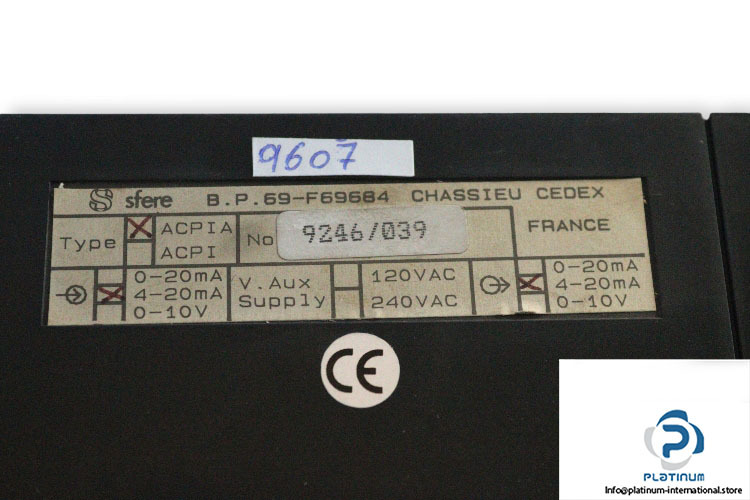 9607
sfere B.P.69-F69684 CHASSIEU CEDEX
Type ACPIA No 9246/039 FRANCE
ACPI
0-20mA V. Aux 120VAC 0-20mA
4-20mA Supply 240VAC 4-20mA
0-10V 0-10V
CE
PLATINUM
Info@platinum-international.store